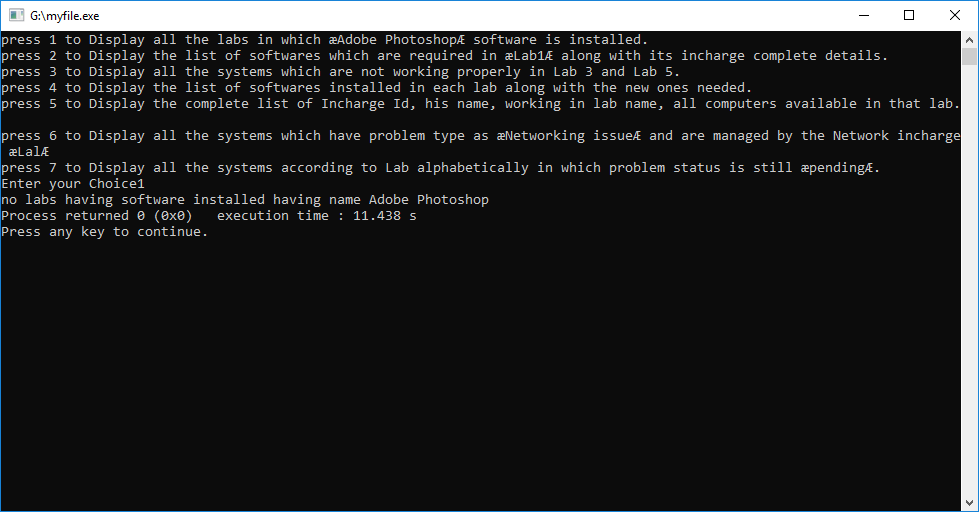 G:\myfile.exe
press 1 to Display all the labs in which æAdobe PhotoshopÆ software is installed.
press 2 to Display the list of softwares which are required in æLab1Æ along with its incharge complete details.
press 3 to Display all the systems which are not working properly in Lab 3 and Lab 5.
press 4 to Display the list of softwares installed in each lab along with the new ones needed.
press 5 to Display the complete list of Incharge Id, his name, working in lab name, all computers available in that lab.
press 6 to Display all the systems which have problem type as æNetworking issueÆ and are managed by the Network incharge
æLalÆ
press 7 to Display all the systems according to Lab alphabetically in which problem status is still æpendingÆ.
Enter your Choice1
no labs having software installed having name Adobe Photoshop
Process returned 0 (0x0)   execution time : 11.438 s
Press any key to continue.